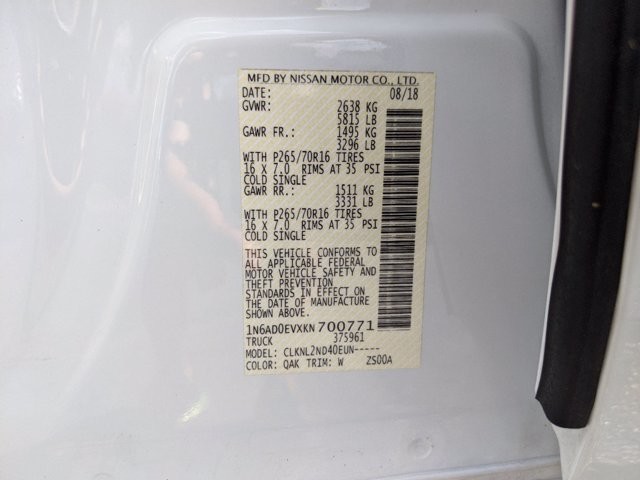 MFD BY NISSAN MOTOR CO., LTD.
DATE: 08/18
GVWR: 2638 KG
5815 LB
GAWR FR.: 1495 KG
3296 LB
WITH P265/70R16 TIRES
16 X 7.0 RIMS AT 35 PSI
COLD SINGLE
GAWR RR.: 1511 KG
3331 LB
WITH P265/70R16 TIRES
16 X 7.0 RIMS AT 35 PSI
COLD SINGLE
THIS VEHICLE CONFORMS TO
ALL APPLICABLE FEDERAL
MOTOR VEHICLE SAFETY AND
THEFT PREVENTION
STANDARDS IN EFFECT ON
THE DATE OF MANUFACTURE
SHOWN ABOVE.
1N6AD0EVXKN700771
TRUCK 375961
MODEL: CLKNL2ND40EUN-----
COLOR: QAK TRIM: W ZS00A